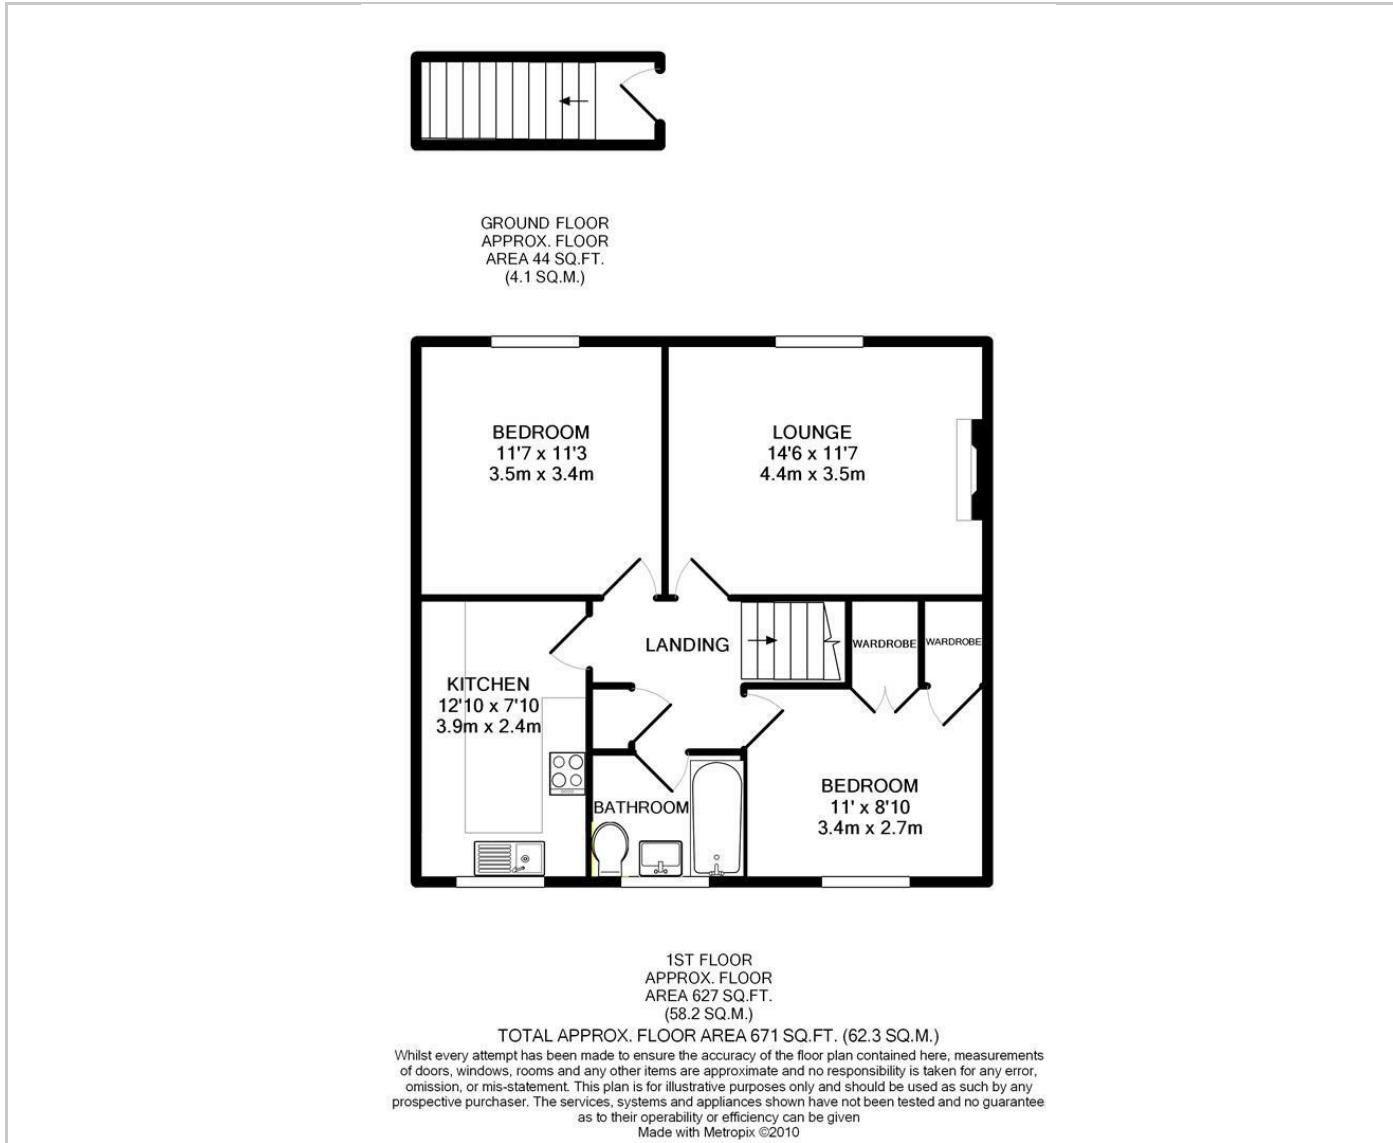 GROUND FLOOR
APPROX. FLOOR
AREA 44 SQ.FT.
(4.1 SQ.M.)
BEDROOM
11'7 x 11'3
3.5m x 3.4m
LOUNGE
14'6 x 11'7
4.4m x 3.5m
LANDING
WARDROBE
WARDROBE
KITCHEN
12'10 x 7'10
3.9m x 2.4m
BATHROOM
BEDROOM
11' x 8'10
3.4m x 2.7m
1ST FLOOR
APPROX. FLOOR
AREA 627 SQ.FT.
(58.2 SQ.M.)
TOTAL APPROX. FLOOR AREA 671 SQ.FT. (62.3 SQ.M.)
Whilst every attempt has been made to ensure the accuracy of the floor plan contained here, measurements
of doors, windows, rooms and any other items are approximate and no responsibility is taken for any error,
omission, or mis-statement. This plan is for illustrative purposes only and should be used as such by any
prospective purchaser. The services, systems and appliances shown have not been tested and no guarantee
as to their operability or efficiency can be given
Made with Metropix ©2010